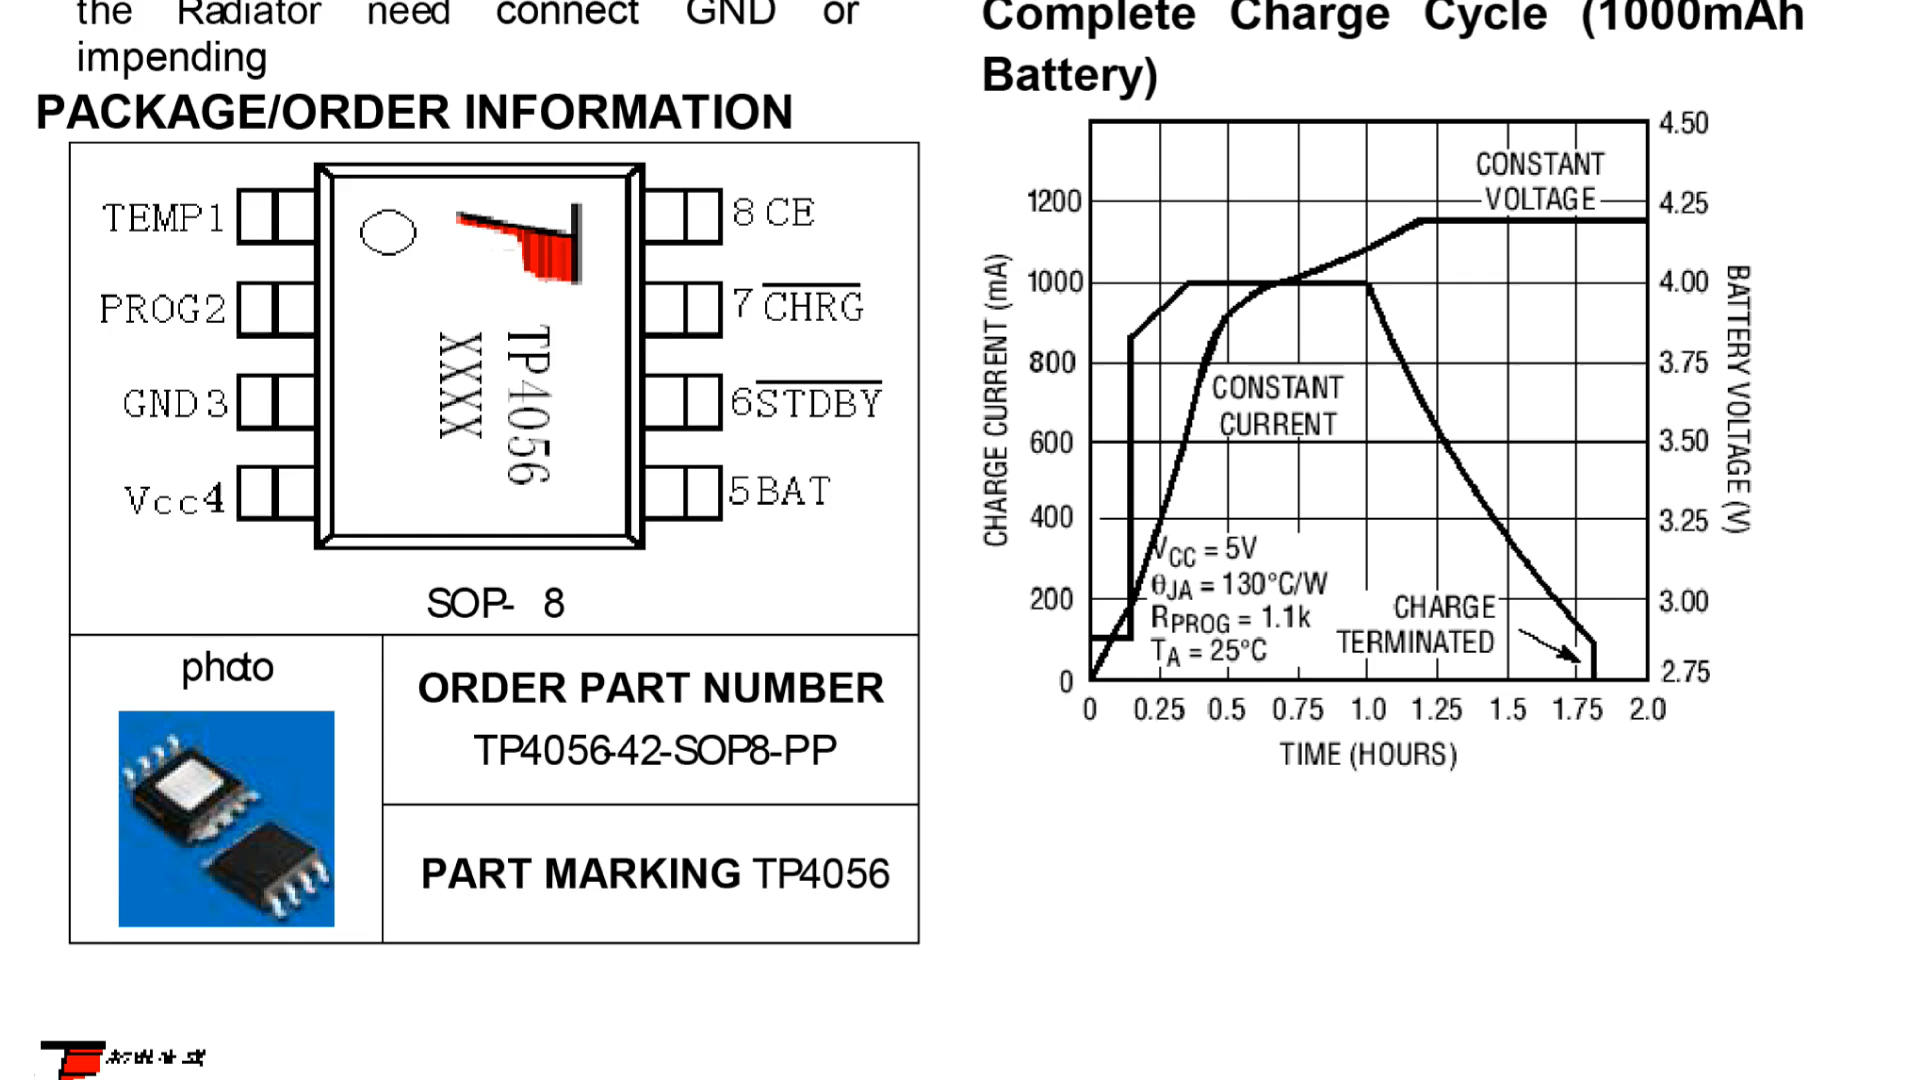 the Radiator need connect GND or
impending
PACKAGE/ORDER INFORMATION
TEMP1
PROG2
GND3
Vcc4
8 CE
7 CHRG
6STDBY
5BAT
TP4056
XXXX
SOP- 8
photo
ORDER PART NUMBER
TP4056-42-SOP8-PP
PART MARKING TP4056
Complete Charge Cycle (1000mAh
Battery)
CHARGE CURRENT (mA)
1200
1000
800
600
400
200
0
4.50
4.25
4.00
3.75
3.50
3.25
3.00
2.75
BATTERY VOLTAGE (V)
CONSTANT
VOLTAGE
CONSTANT
CURRENT
VCC = 5V
θJA = 130°C/W
RPROG = 1.1k
TA = 25°C
CHARGE
TERMINATED
0 0.25 0.5 0.75 1.0 1.25 1.5 1.75 2.0
TIME (HOURS)